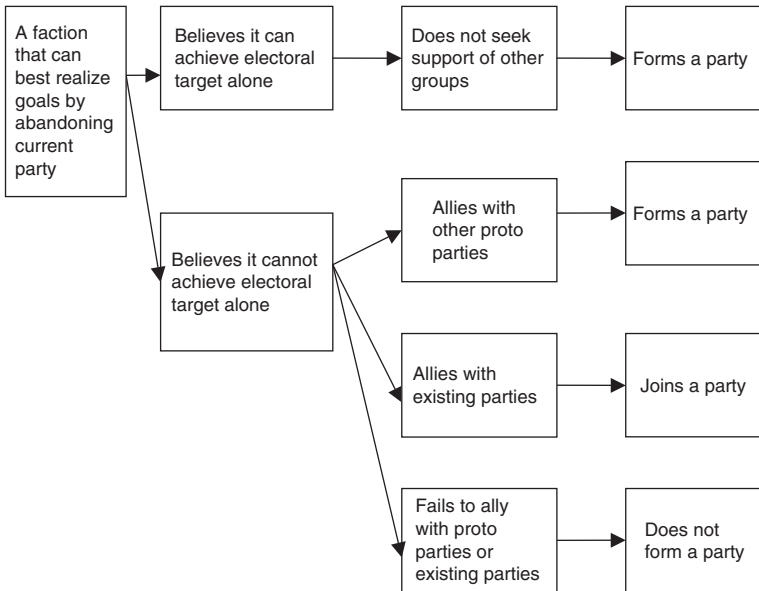 A faction
that can
best realize
goals by
abandoning
current
party
Believes it can
achieve electoral
target alone
Does not seek
support of other
groups
Forms a party
Believes it cannot
achieve electoral
target alone
Allies with
other proto
parties
Forms a party
Allies with
existing parties
Joins a party
Fails to ally
with proto
parties or
existing parties
Does not
form a party